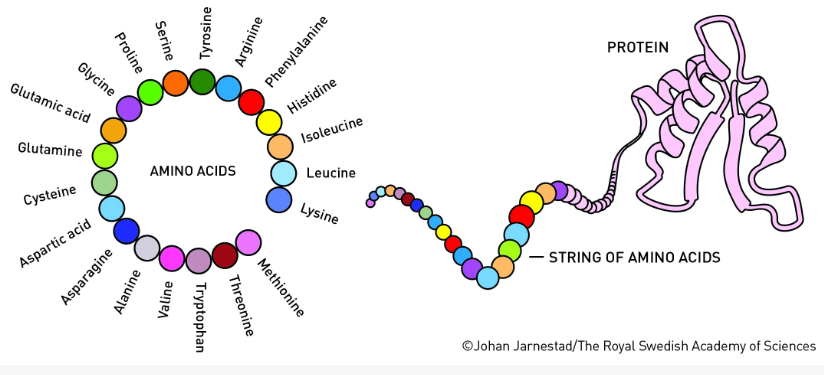 Tyrosine
Serine
Arginine
Proline
Phenylalanine
Glycine
Histidine
Glutamic acid
Isoleucine
Glutamine
AMINO ACIDS
Leucine
Cysteine
Lysine
Aspartic acid
Asparagine
Alanine
Valine
Tryptophan
Threonine
Methionine
PROTEIN
STRING OF AMINO ACIDS
©Johan Jarnestad/The Royal Swedish Academy of Sciences